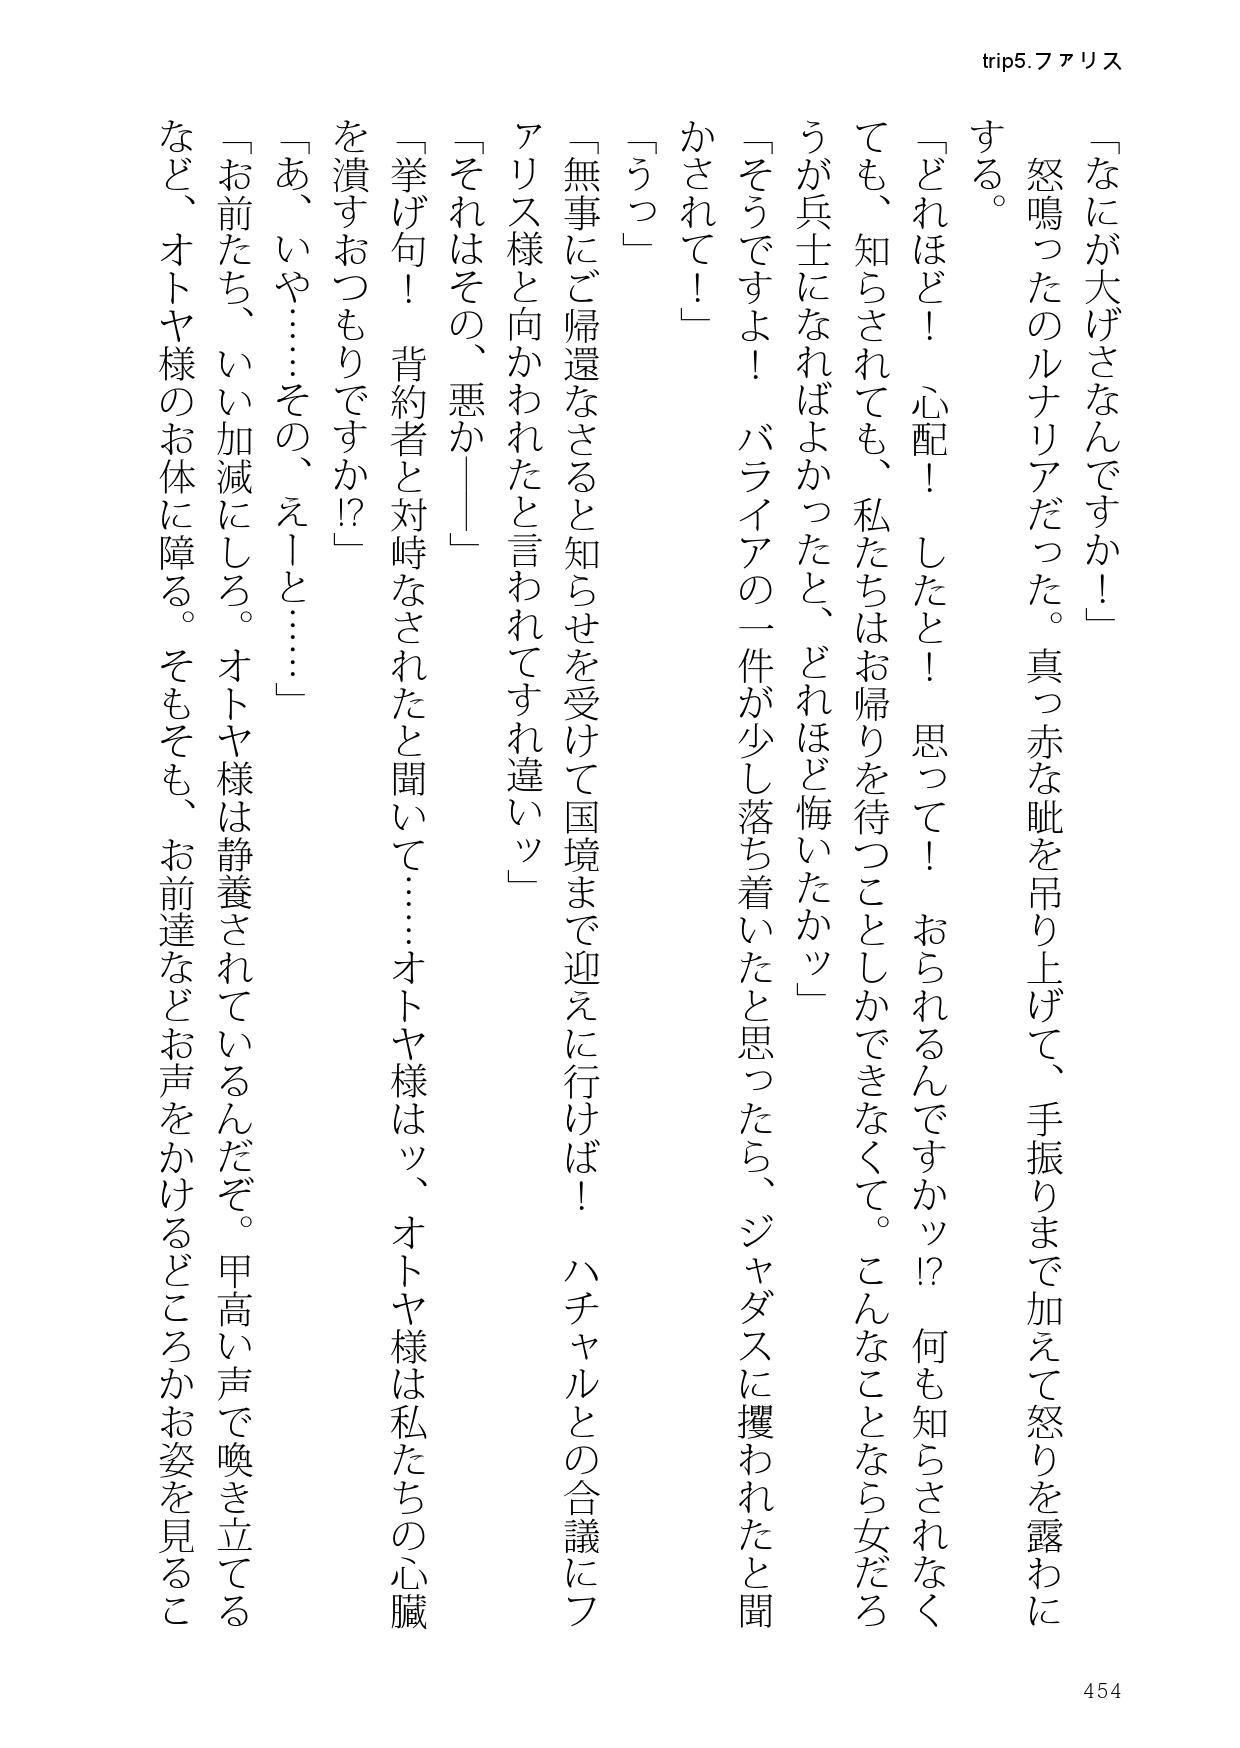 trip5.ファリス
「なにが大げさなんですか！」
　怒鳴ったのルナリアだった。真っ赤な眦を吊り上げて、手振りまで加えて怒りを露わに
する。
「どれほど！　心配！　したと！　思って！　おられるんですかッ!?　何も知らされなく
ても、知らされても、私たちはお帰りを待つことしかできなくて。こんなことなら女だろ
うが兵士になればよかったと、どれほど悔いたかッ」
「そうですよ！　バライアの一件が少し落ち着いたと思ったら、ジャダスに攫われたと聞
かされて！」
「うっ」
「無事にご帰還なさると知らせを受けて国境まで迎えに行けば！　ハチャルとの合議にフ
ァリス様と向かわれたと言われてすれ違いッ」
「それはその、悪か――」
「挙げ句！　背約者と対峙なされたと聞いて……オトヤ様はッ、オトヤ様は私たちの心臓
を潰すおつもりですか!?」
「あ、いや……その、えーと……」
「お前たち、いい加減にしろ。オトヤ様は静養されているんだぞ。甲高い声で喚き立てる
など、オトヤ様のお体に障る。そもそも、お前達などお声をかけるどころかお姿を見るこ
454